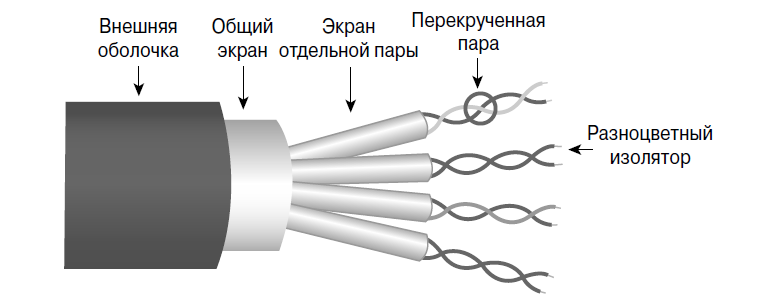 Внешняя
оболочка
Общий
экран
Экран
отдельной пары
Перекрученная
пара
Разноцветный
изолятор